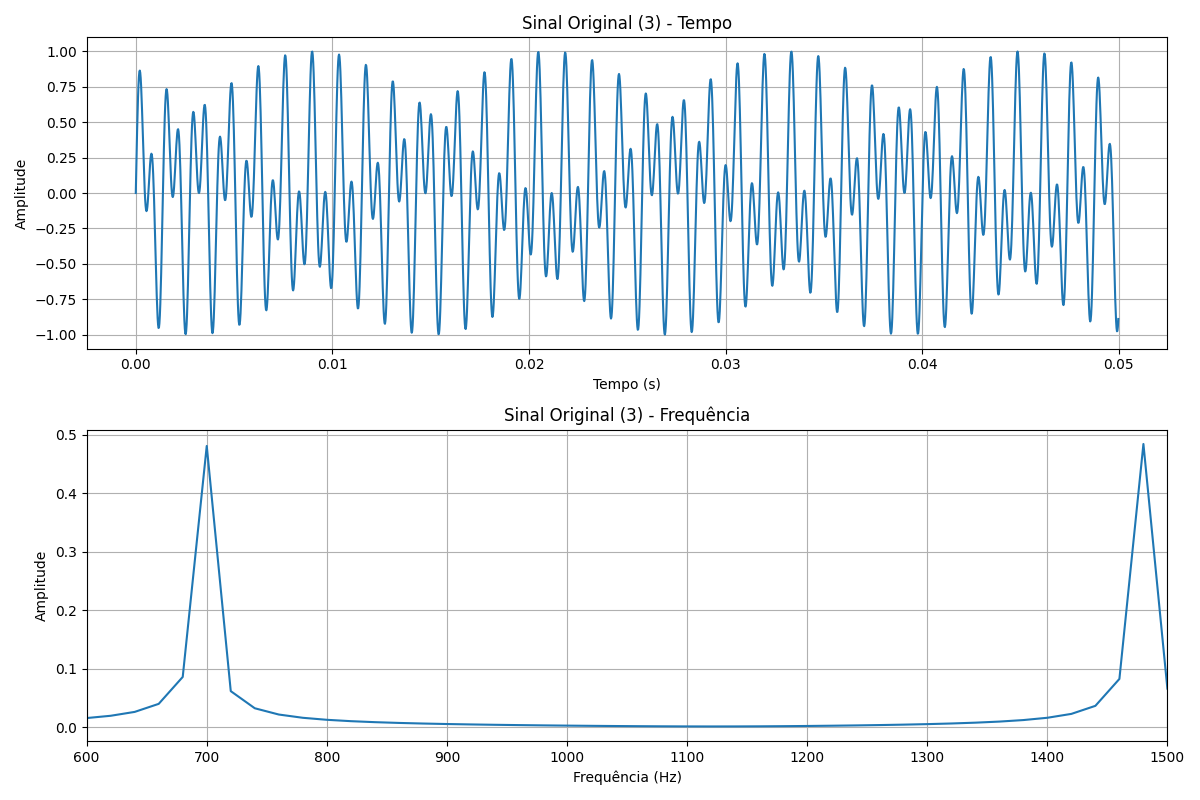 Sinal Original (3) - Tempo
1.00
0.75
0.50
0.25
0.00
−0.25
−0.50
−0.75
−1.00
Amplitude
0.00 0.01 0.02 0.03 0.04 0.05
Tempo (s)
Sinal Original (3) - Frequência
0.5
0.4
0.3
0.2
0.1
0.0
Amplitude
600 700 800 900 1000 1100 1200 1300 1400 1500
Frequência (Hz)